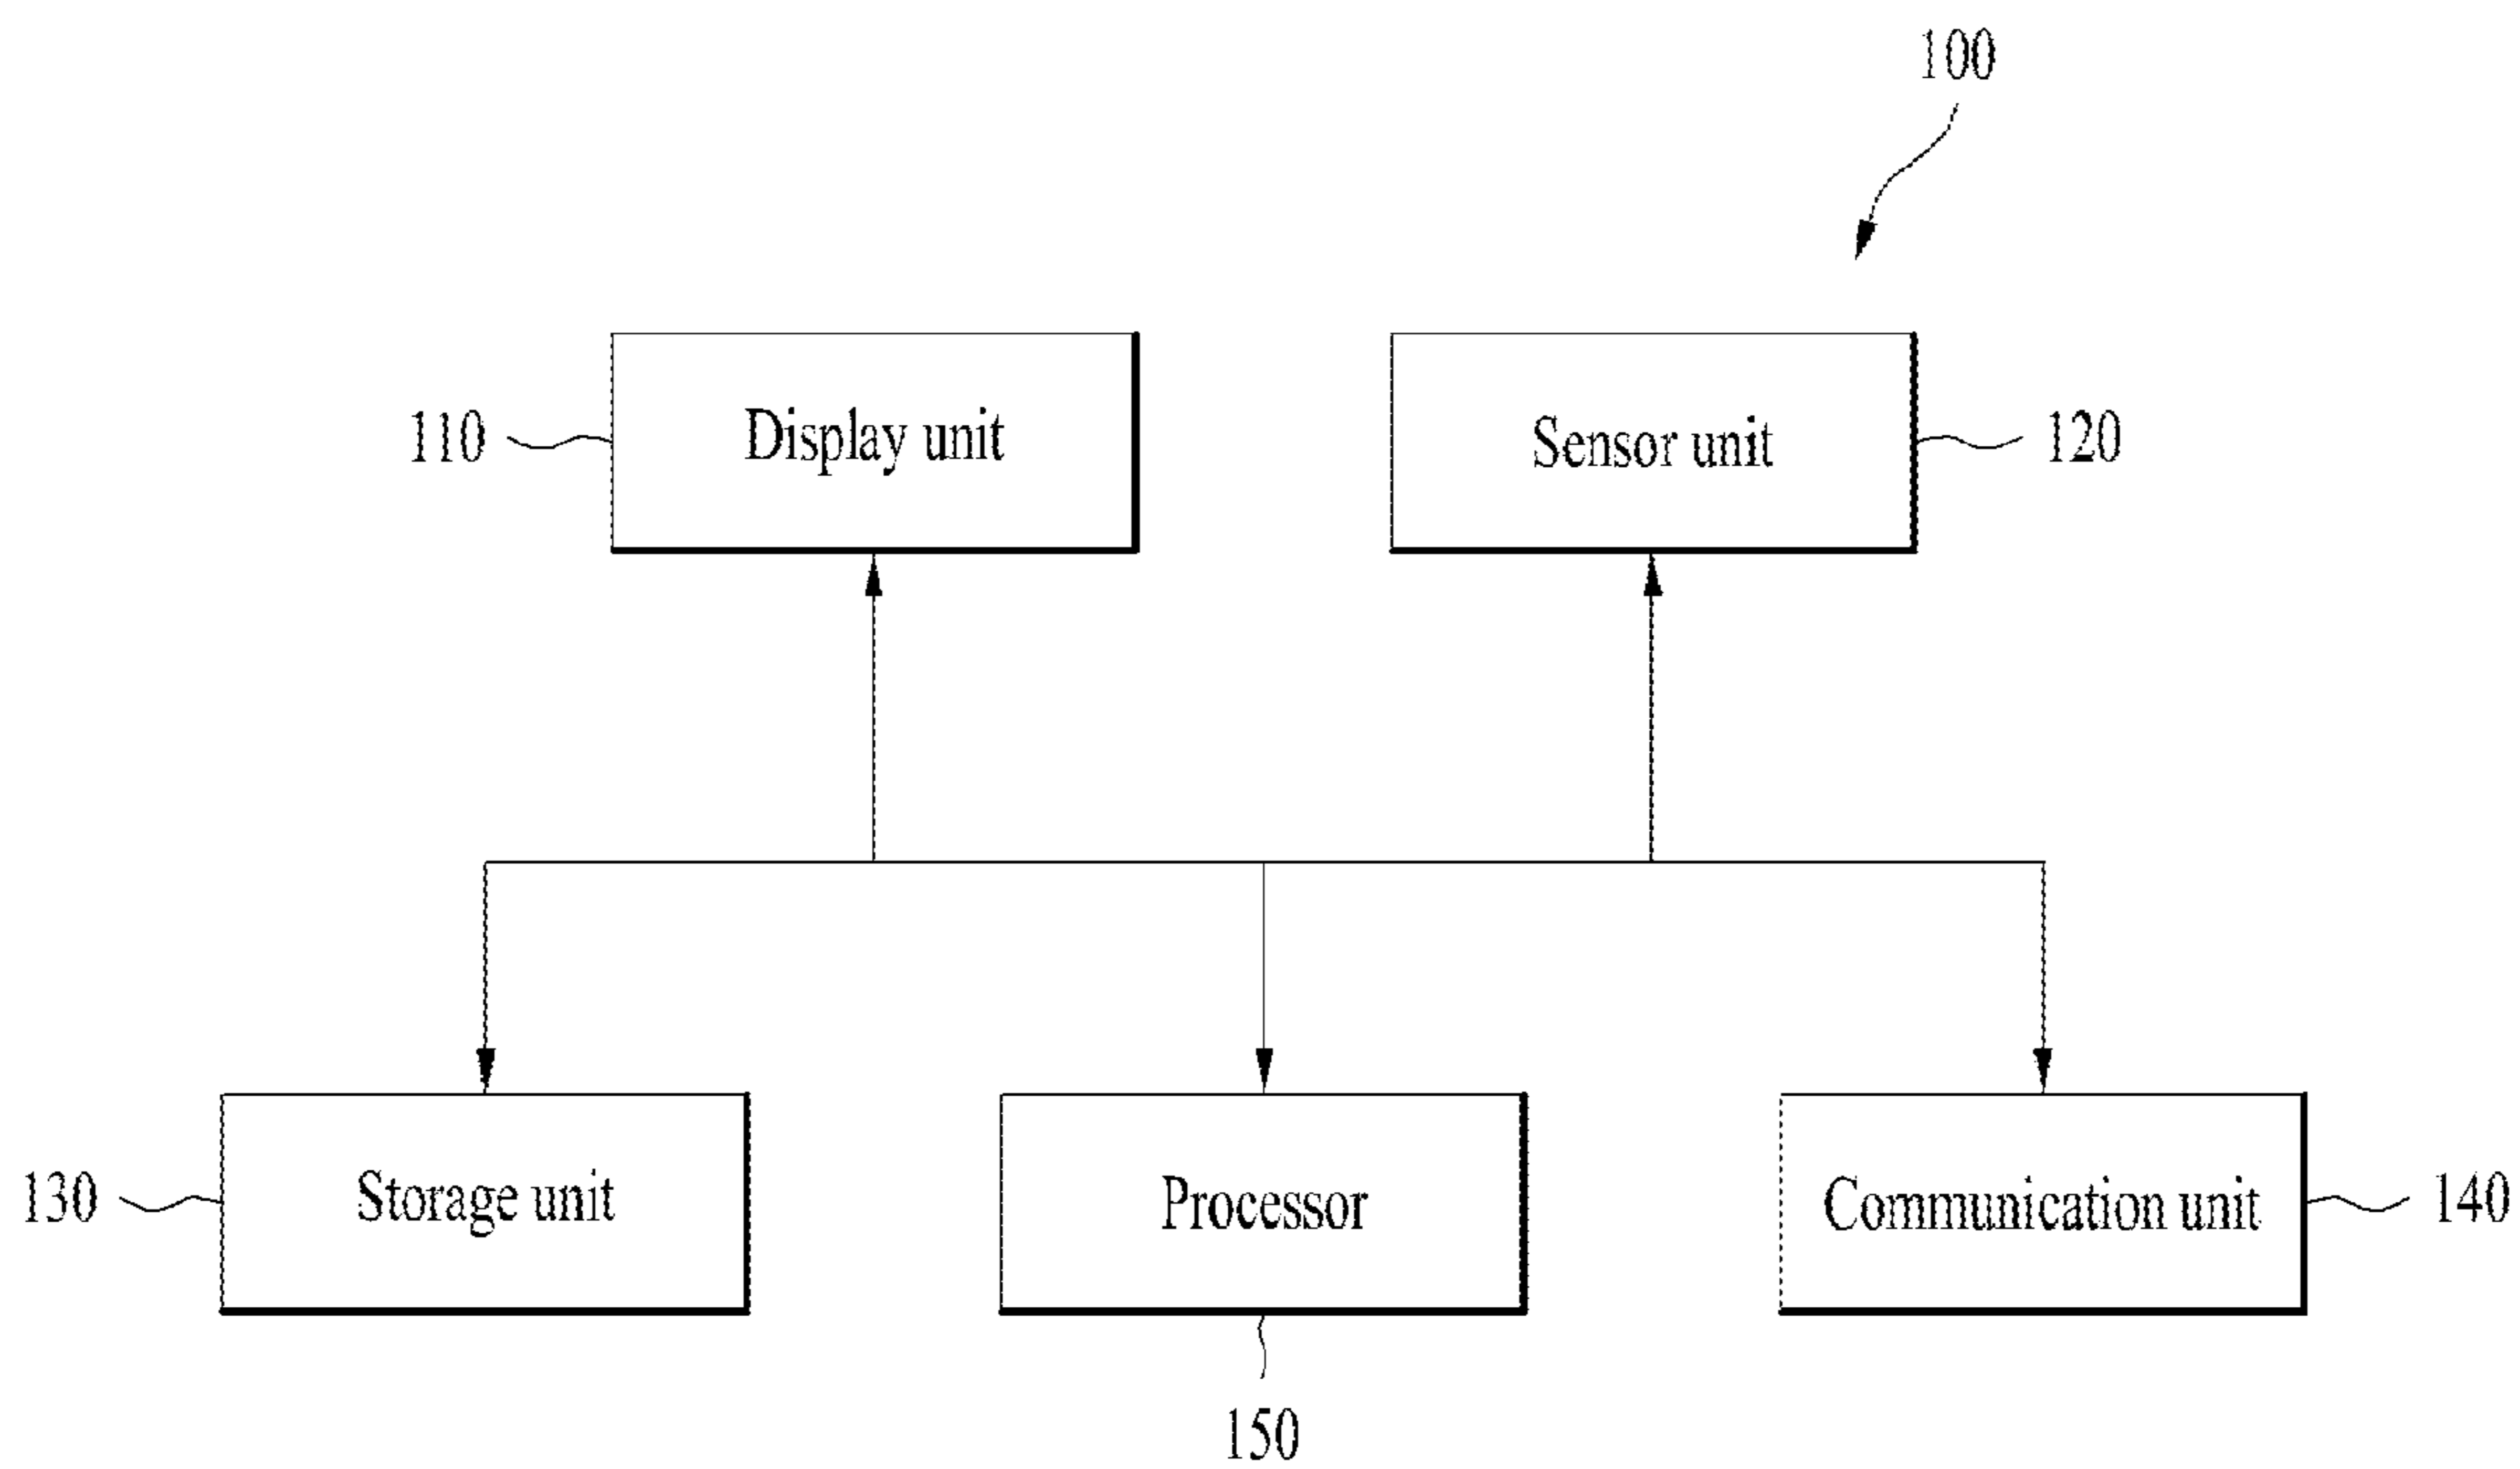 100
110
Display unit
Sensor unit
120
130
Storage unit
Processor
Communication unit
140
150